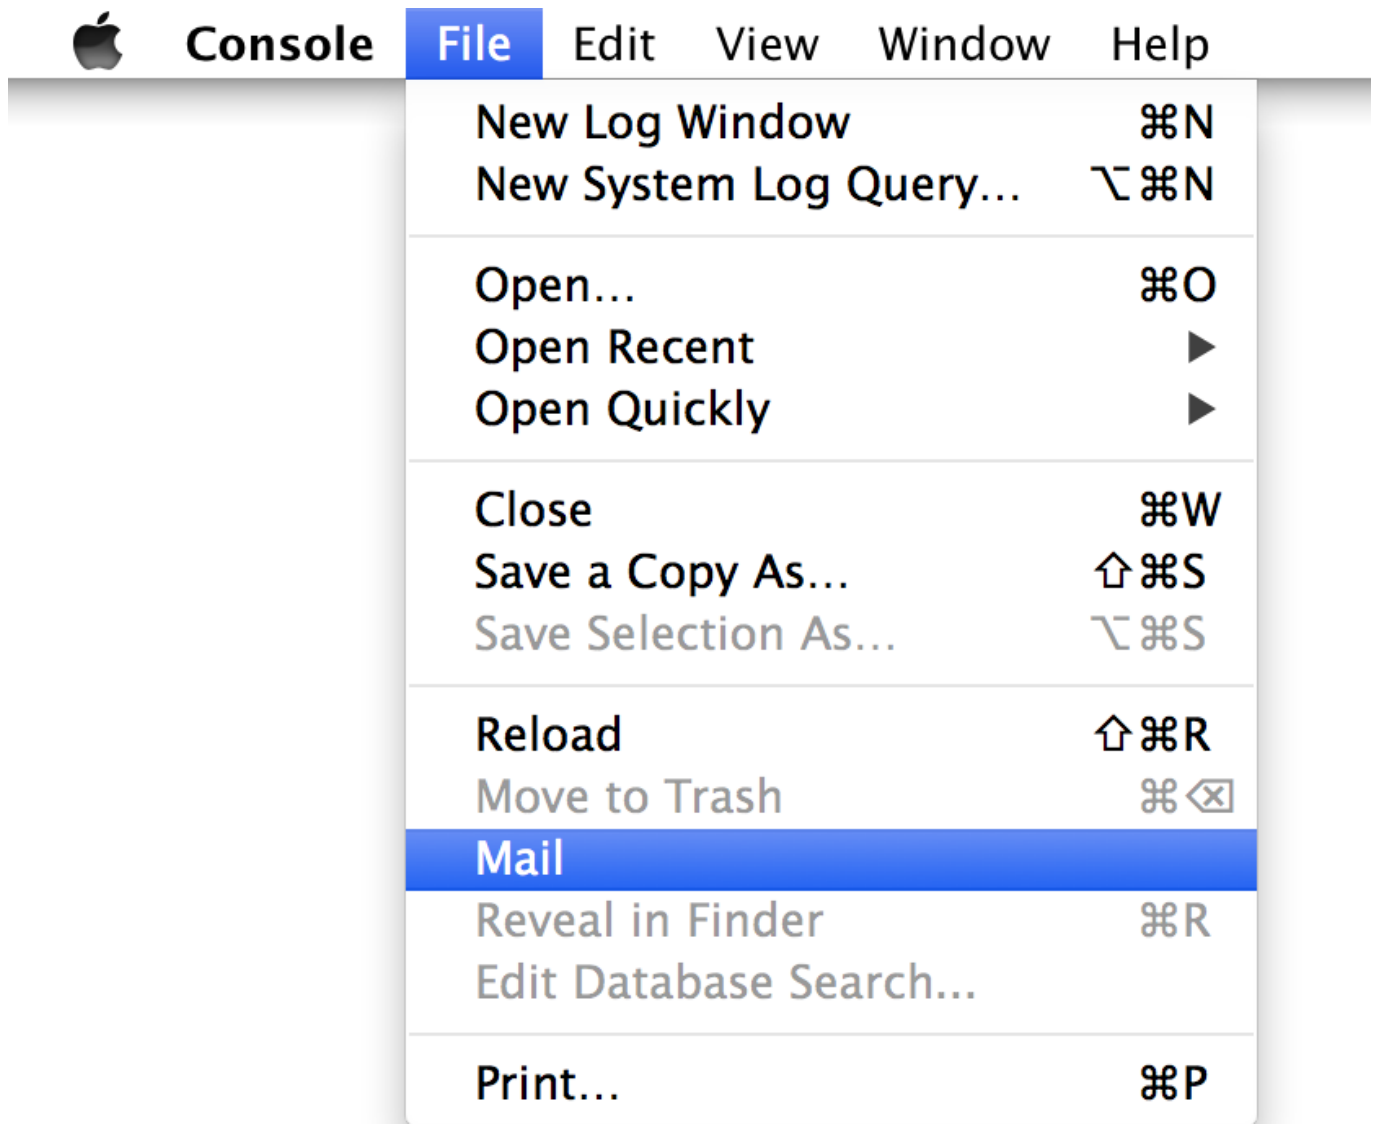 Console File Edit View Window Help
New Log Window ⌘N
New System Log Query… ⌥⌘N
Open… ⌘O
Open Recent ▶
Open Quickly ▶
Close ⌘W
Save a Copy As… ⇧⌘S
Save Selection As… ⌥⌘S
Reload ⇧⌘R
Move to Trash ⌘⌫
Mail
Reveal in Finder ⌘R
Edit Database Search...
Print… ⌘P